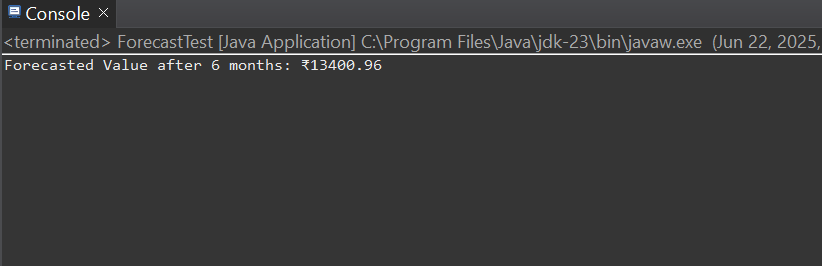 Console
<terminated> ForecastTest [Java Application] C:\Program Files\Java\jdk-23\bin\javaw.exe (Jun 22, 2025,
Forecasted Value after 6 months: ₹13400.96